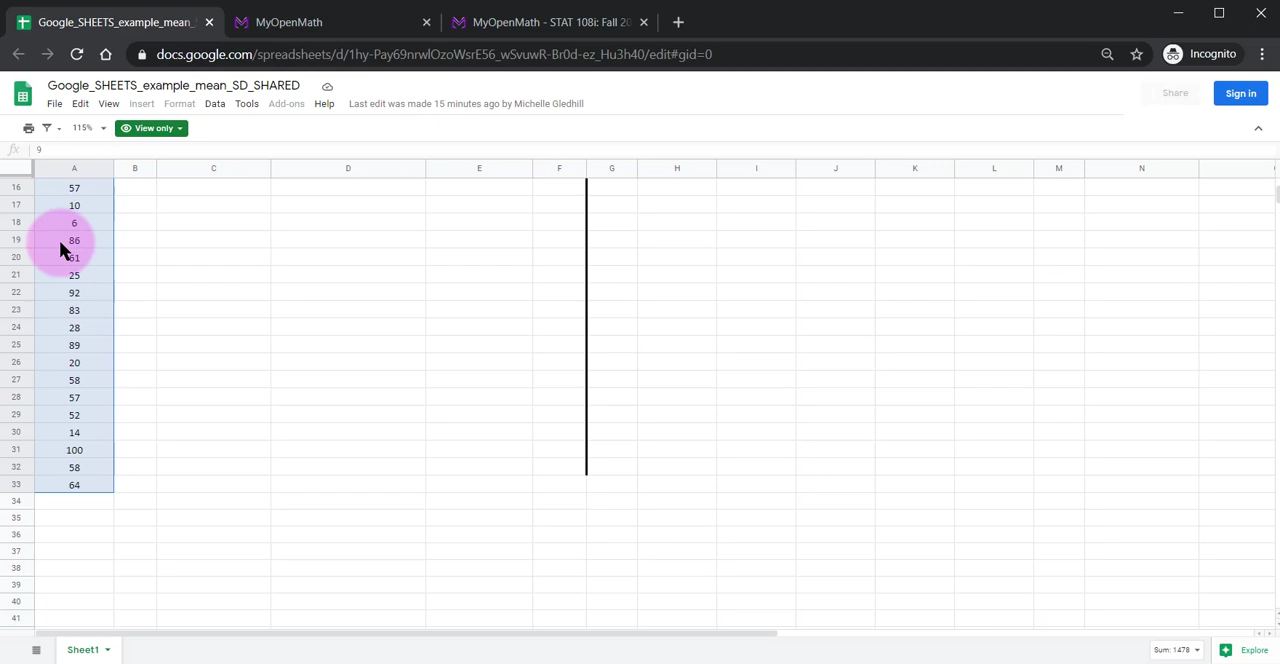 Google_SHEETS_example_mean_
MyOpenMath
MyOpenMath - STAT 108i: Fall 20
docs.google.com/spreadsheets/d/1hy-Pay69nrwlOzoWsrE56_wSvuwR-Br0d-ez_Hu3h40/edit#gid=0
Incognito
Google_SHEETS_example_mean_SD_SHARED
File Edit View Insert Format Data Tools Add-ons Help Last edit was made 15 minutes ago by Michelle Gledhill
Share
Sign in
115% View only
fx 9
A B C D E F G H I J K L M N
16 57
17 10
18 6
19 86
20 61
21 25
22 92
23 83
24 28
25 89
26 20
27 58
28 57
29 52
30 14
31 100
32 58
33 64
34
35
36
37
38
39
40
41
Sheet1 Sum: 1478 Explore